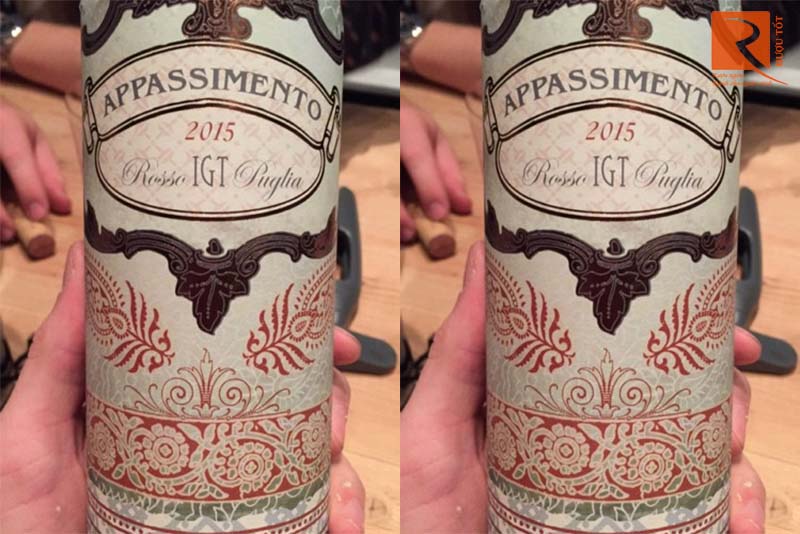 APPASSIMENTO
2015
Rosso IGT Puglia
APPASSIMENTO
2015
Rosso IGT Puglia
R
RƯỢU TỐT